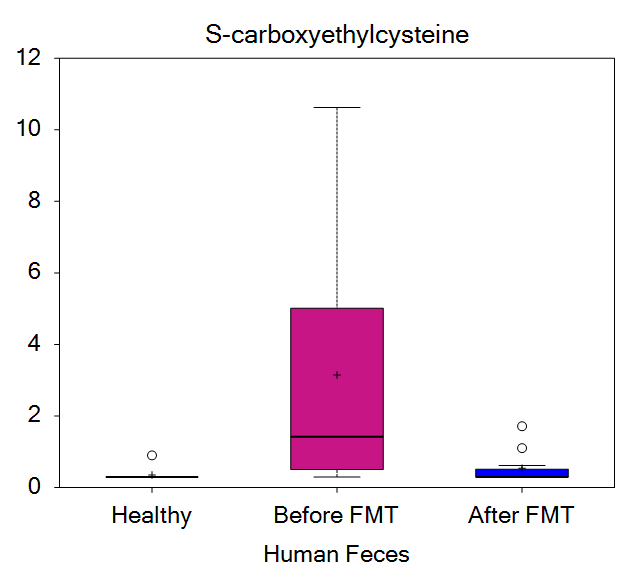 S-carboxyethylcysteine
12
10
8
6
4
2
0
Healthy Before FMT After FMT
Human Feces